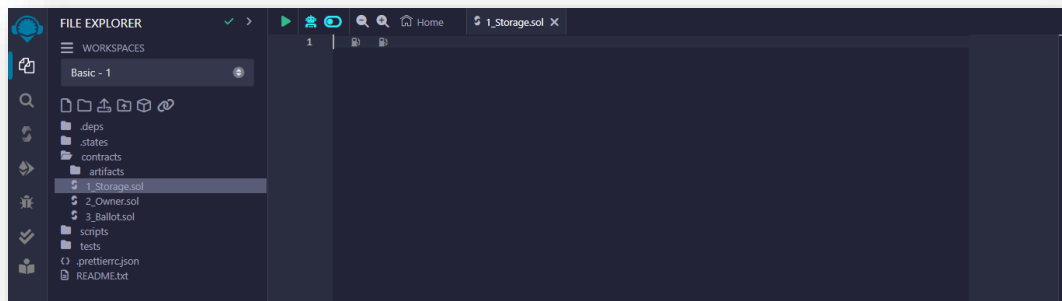 FILE EXPLORER
WORKSPACES
Basic - 1
.deps
.states
contracts
artifacts
1_Storage.sol
2_Owner.sol
3_Ballot.sol
scripts
tests
.prettierrc.json
README.txt
Home
1_Storage.sol
1